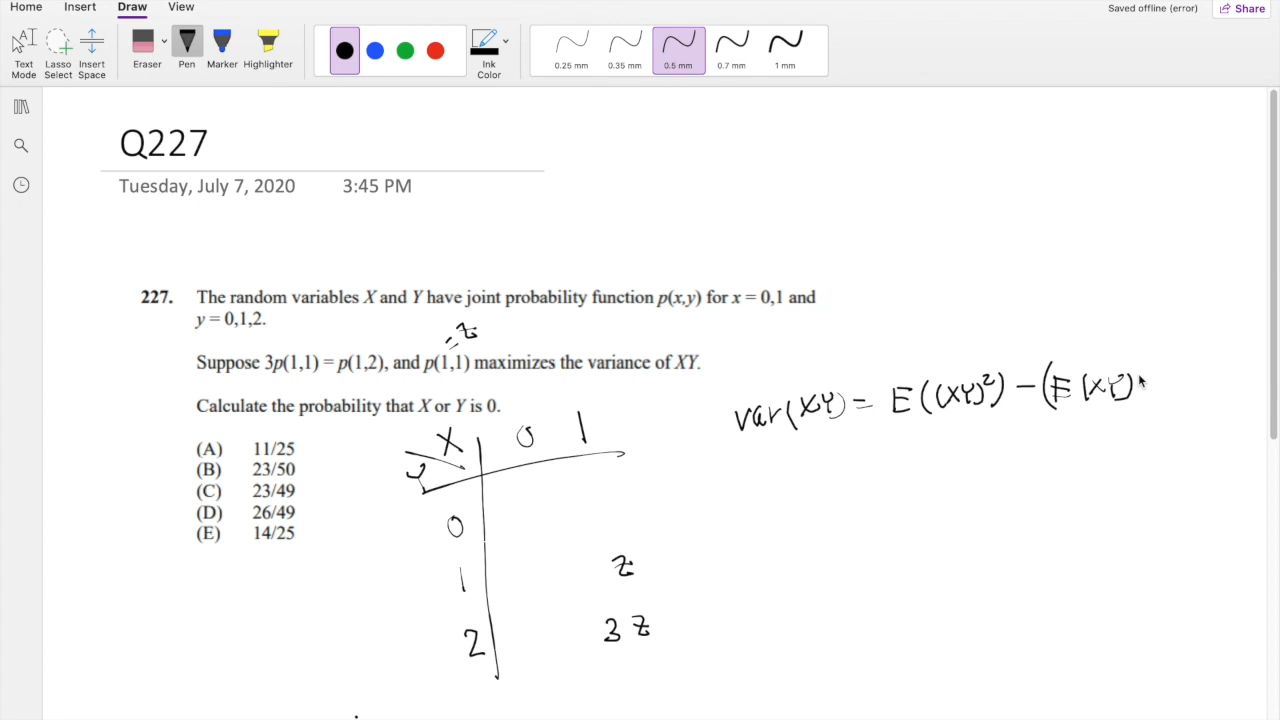 Home Insert Draw View
Saved offline (error) Share
Text Mode Lasso Select Insert Space Eraser Pen Marker Highlighter Ink Color 0.25 mm 0.35 mm 0.5 mm 0.7 mm 1 mm
Q227
Tuesday, July 7, 2020 3:45 PM
227. The random variables X and Y have joint probability function p(x,y) for x = 0,1 and
y = 0,1,2.
= z
Suppose 3p(1,1) = p(1,2), and p(1,1) maximizes the variance of XY.
var(XY) = E((XY)²) - (E(XY)
Calculate the probability that X or Y is 0.
(A) 11/25
(B) 23/50
(C) 23/49
(D) 26/49
(E) 14/25
X 0 1
Y
0
1 z
2 3z